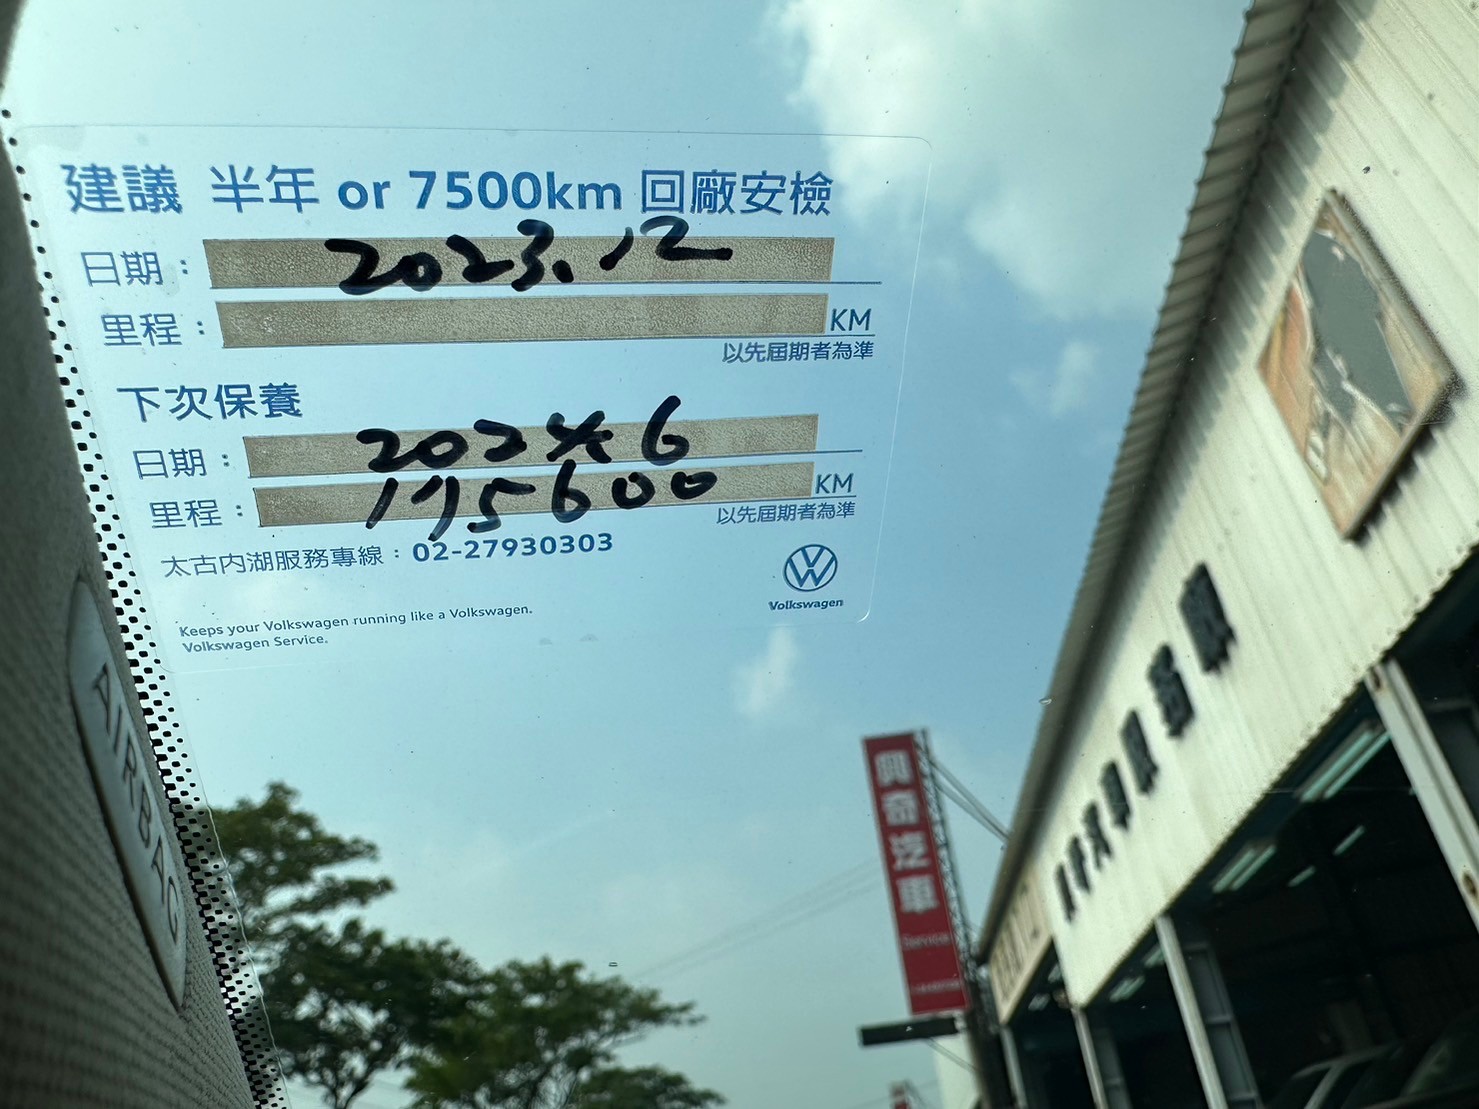 建議 半年 or 7500km 回廠安檢
日期： 2023.12
里程： KM
以先屆期者為準
下次保養
日期： 2024.6
里程： 175600 KM
以先屆期者為準
太古內湖服務專線：02-27930303
Keeps your Volkswagen running like a Volkswagen.
Volkswagen Service.
Volkswagen
AIRBAG
興奇汽車
Service